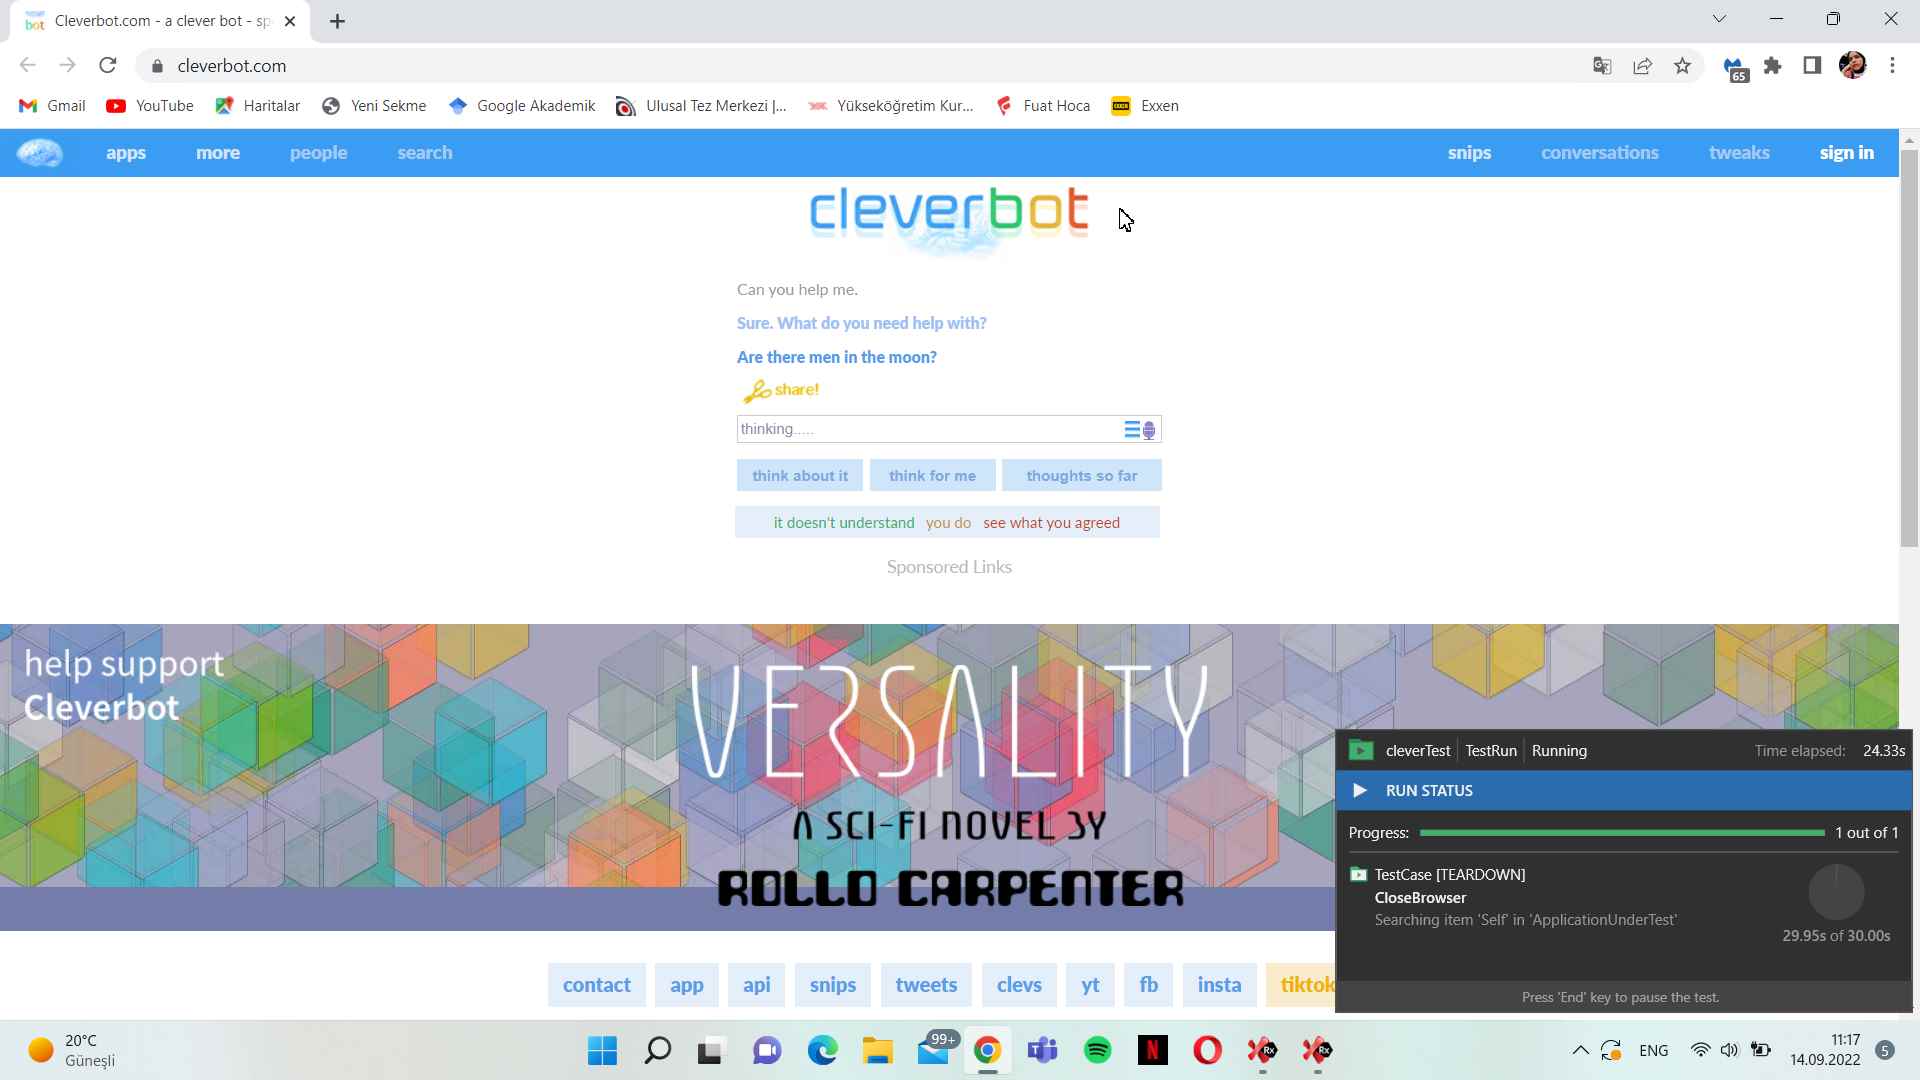 bot Cleverbot.com - a clever bot - sp
cleverbot.com
65
Gmail YouTube Haritalar Yeni Sekme Google Akademik Ulusal Tez Merkezi |... Yükseköğretim Kur... Fuat Hoca Exxen
apps more people search snips conversations tweaks sign in
cleverbot
Can you help me.
Sure. What do you need help with?
Are there men in the moon?
share!
thinking.....
think about it think for me thoughts so far
it doesn't understand you do see what you agreed
Sponsored Links
help support
Cleverbot
VERSALITY
A SCI-FI NOVEL BY
ROLLO CARPENTER
cleverTest TestRun Running Time elapsed: 24.33s
RUN STATUS
Progress: 1 out of 1
TestCase [TEARDOWN]
CloseBrowser
Searching item 'Self' in 'ApplicationUnderTest'
29.95s of 30.00s
Press 'End' key to pause the test.
contact app api snips tweets clevs yt fb insta tiktok
20°C
Güneşli
99+
N
Rx
Rx
ENG
11:17
14.09.2022
5